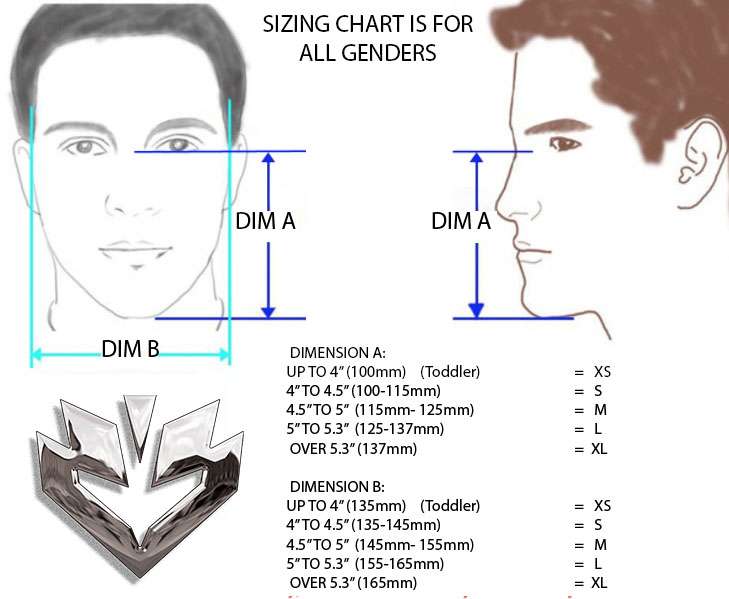 SIZING CHART IS FOR
ALL GENDERS
DIM A
DIM A
DIM B
DIMENSION A:
UP TO 4” (100mm) (Toddler) = XS
4” TO 4.5” (100-115mm) = S
4.5” TO 5” (115mm- 125mm) = M
5” TO 5.3” (125-137mm) = L
OVER 5.3” (137mm) = XL
DIMENSION B:
UP TO 4” (135mm) (Toddler) = XS
4” TO 4.5” (135-145mm) = S
4.5” TO 5” (145mm- 155mm) = M
5” TO 5.3” (155-165mm) = L
OVER 5.3” (165mm) = XL